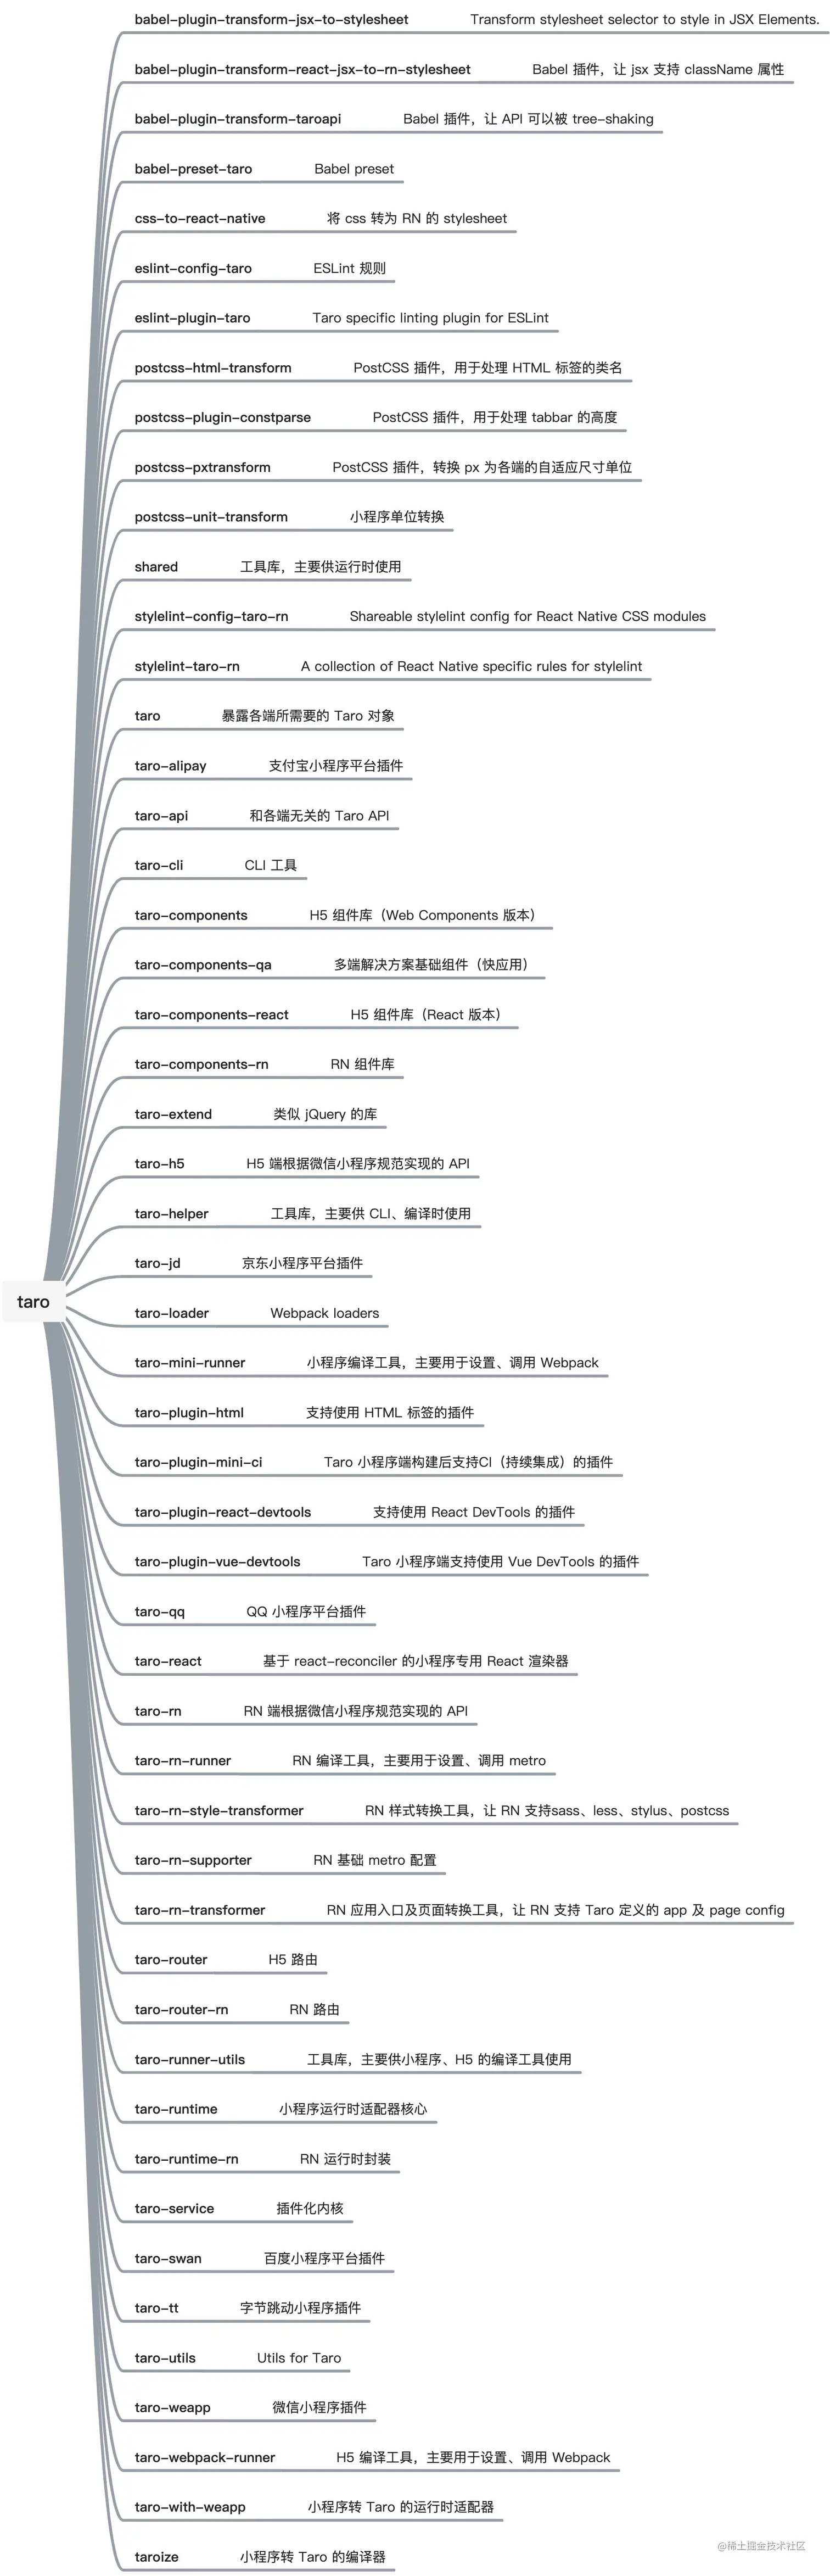 babel-plugin-transform-jsx-to-stylesheet Transform stylesheet selector to style in JSX Elements.
babel-plugin-transform-react-jsx-to-rn-stylesheet Babel 插件，让 jsx 支持 className 属性
babel-plugin-transform-taroapi Babel 插件，让 API 可以被 tree-shaking
babel-preset-taro Babel preset
css-to-react-native 将 css 转为 RN 的 stylesheet
eslint-config-taro ESLint 规则
eslint-plugin-taro Taro specific linting plugin for ESLint
postcss-html-transform PostCSS 插件，用于处理 HTML 标签的类名
postcss-plugin-constparse PostCSS 插件，用于处理 tabbar 的高度
postcss-pxtransform PostCSS 插件，转换 px 为各端的自适应尺寸单位
postcss-unit-transform 小程序单位转换
shared 工具库，主要供运行时使用
stylelint-config-taro-rn Shareable stylelint config for React Native CSS modules
stylelint-taro-rn A collection of React Native specific rules for stylelint
taro 暴露各端所需要的 Taro 对象
taro-alipay 支付宝小程序平台插件
taro-api 和各端无关的 Taro API
taro-cli CLI 工具
taro-components H5 组件库（Web Components 版本）
taro-components-qa 多端解决方案基础组件（快应用）
taro-components-react H5 组件库（React 版本）
taro-components-rn RN 组件库
taro-extend 类似 jQuery 的库
taro-h5 H5 端根据微信小程序规范实现的 API
taro-helper 工具库，主要供 CLI、编译时使用
taro-jd 京东小程序平台插件
taro
taro-loader Webpack loaders
taro-mini-runner 小程序编译工具，主要用于设置、调用 Webpack
taro-plugin-html 支持使用 HTML 标签的插件
taro-plugin-mini-ci Taro 小程序端构建后支持CI（持续集成）的插件
taro-plugin-react-devtools 支持使用 React DevTools 的插件
taro-plugin-vue-devtools Taro 小程序端支持使用 Vue DevTools 的插件
taro-qq QQ 小程序平台插件
taro-react 基于 react-reconciler 的小程序专用 React 渲染器
taro-rn RN 端根据微信小程序规范实现的 API
taro-rn-runner RN 编译工具，主要用于设置、调用 metro
taro-rn-style-transformer RN 样式转换工具，让 RN 支持sass、less、stylus、postcss
taro-rn-supporter RN 基础 metro 配置
taro-rn-transformer RN 应用入口及页面转换工具，让 RN 支持 Taro 定义的 app 及 page config
taro-router H5 路由
taro-router-rn RN 路由
taro-runner-utils 工具库，主要供小程序、H5 的编译工具使用
taro-runtime 小程序运行时适配器核心
taro-runtime-rn RN 运行时封装
taro-service 插件化内核
taro-swan 百度小程序平台插件
taro-tt 字节跳动小程序插件
taro-utils Utils for Taro
taro-weapp 微信小程序插件
taro-webpack-runner H5 编译工具，主要用于设置、调用 Webpack
taro-with-weapp 小程序转 Taro 的运行时适配器
@稀土掘金技术社区
taroize 小程序转 Taro 的编译器